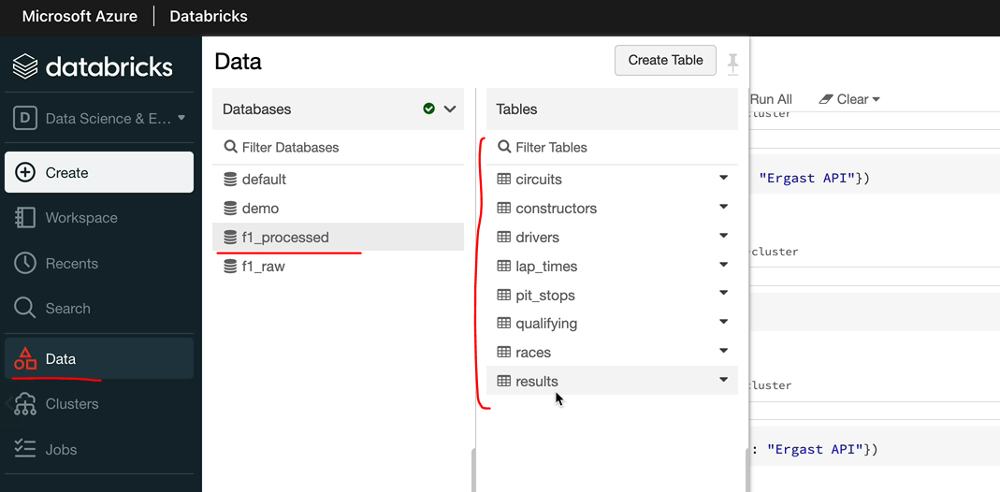 Microsoft Azure | Databricks
databricks
D Data Science & E...
Create
Workspace
Recents
Search
Data
Clusters
Jobs
Data
Create Table
Databases
Filter Databases
default
demo
f1_processed
f1_raw
Tables
Filter Tables
circuits
constructors
drivers
lap_times
pit_stops
qualifying
races
results
Run All
Clear
cluster
"Ergast API"})
-cluster
cluster
: "Ergast API"})